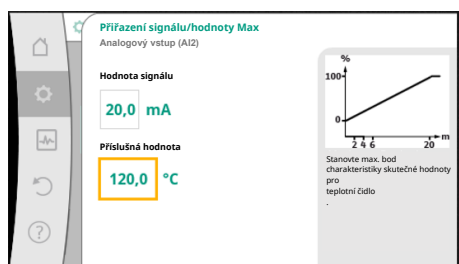 Přiřazení signálu/hodnoty Max
Analogový vstup (AI2)
Hodnota signálu
20,0 mA
Příslušná hodnota
120,0 °C
%
100
0
2 4 6 20 m
Stanovte max. bod
charakteristiky skutečné hodnoty
pro
teplotní čidlo
.